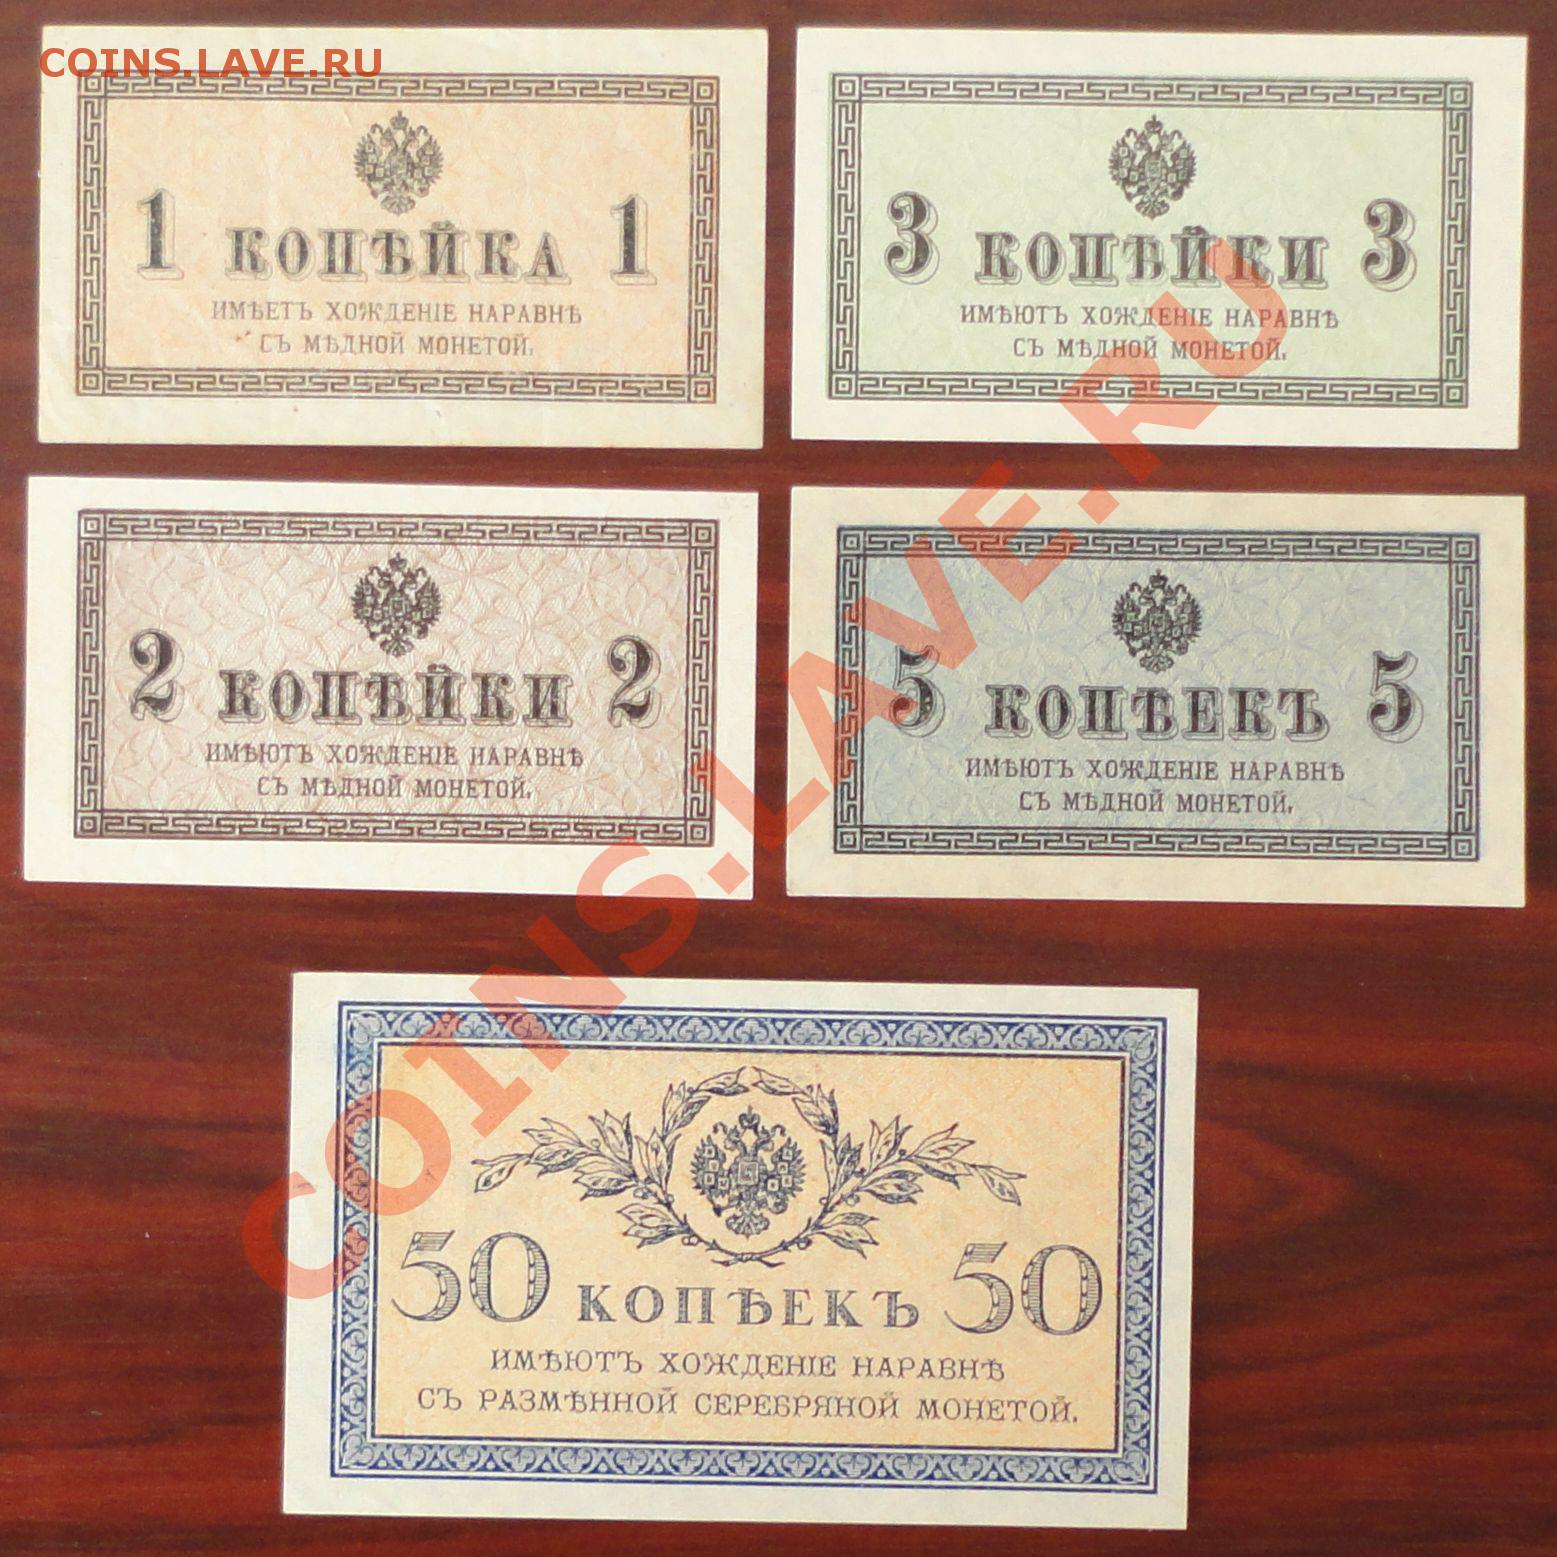 COINS.LAVE.RU
1 КОПѢЙКА 1
ИМѢЕТЪ ХОЖДЕНІЕ НАРАВНѢ
СЪ МѢДНОЙ МОНЕТОЙ.
3 КОПѢЙКИ 3
ИМѢЮТЪ ХОЖДЕНІЕ НАРАВНѢ
СЪ МѢДНОЙ МОНЕТОЙ.
2 КОПѢЙКИ 2
ИМѢЮТЪ ХОЖДЕНІЕ НАРАВНѢ
СЪ МѢДНОЙ МОНЕТОЙ.
5 КОПѢЕКЪ 5
ИМѢЮТЪ ХОЖДЕНІЕ НАРАВНѢ
СЪ МѢДНОЙ МОНЕТОЙ.
50 КОПѢЕКЪ 50
ИМѢЮТЪ ХОЖДЕНІЕ НАРАВНѢ
СЪ РАЗМѢННОЙ СЕРЕБРЯНОЙ МОНЕТОЙ.
COINS.LAVE.RU